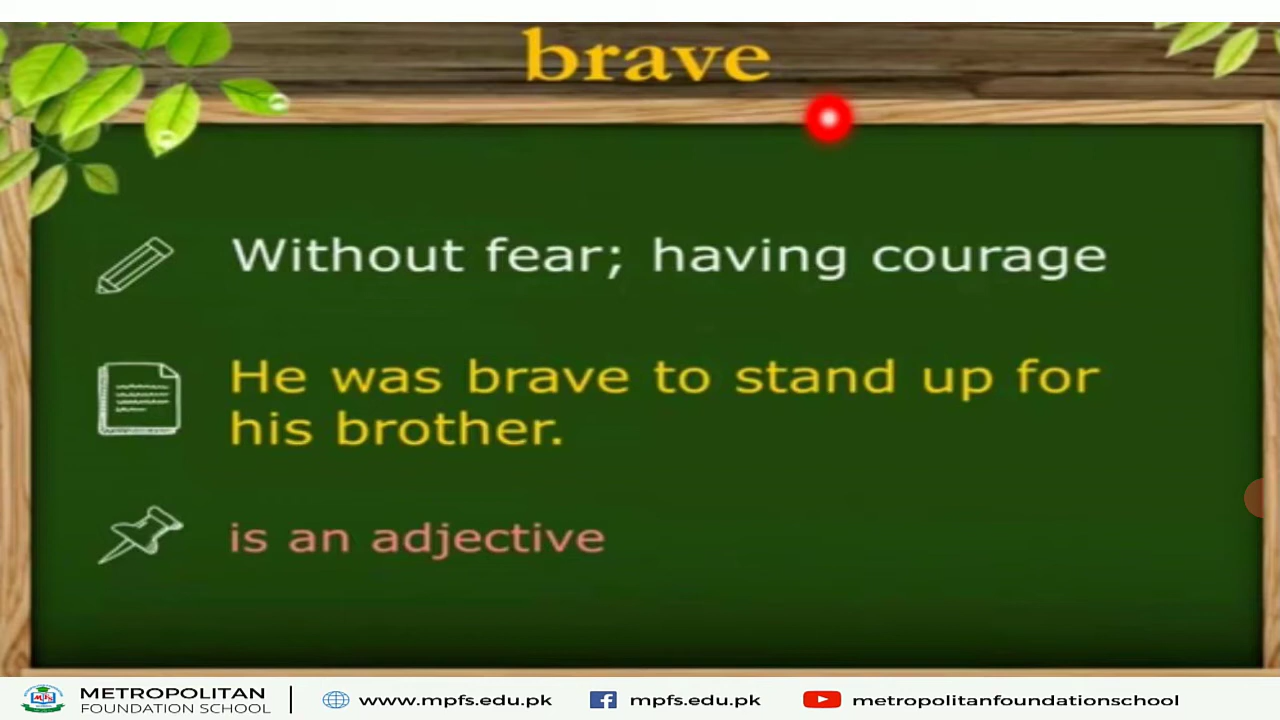 brave
Without fear; having courage
He was brave to stand up for
his brother.
is an adjective
METROPOLITAN
FOUNDATION SCHOOL
www.mpfs.edu.pk
mpfs.edu.pk
metropolitanfoundationschool